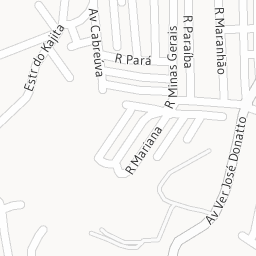 Estr do Kajita
Av Cabreúva
R Pará
R Minas Gerais
R Paraíba
R Maranhão
R Mariana
Av Ver José Donatto